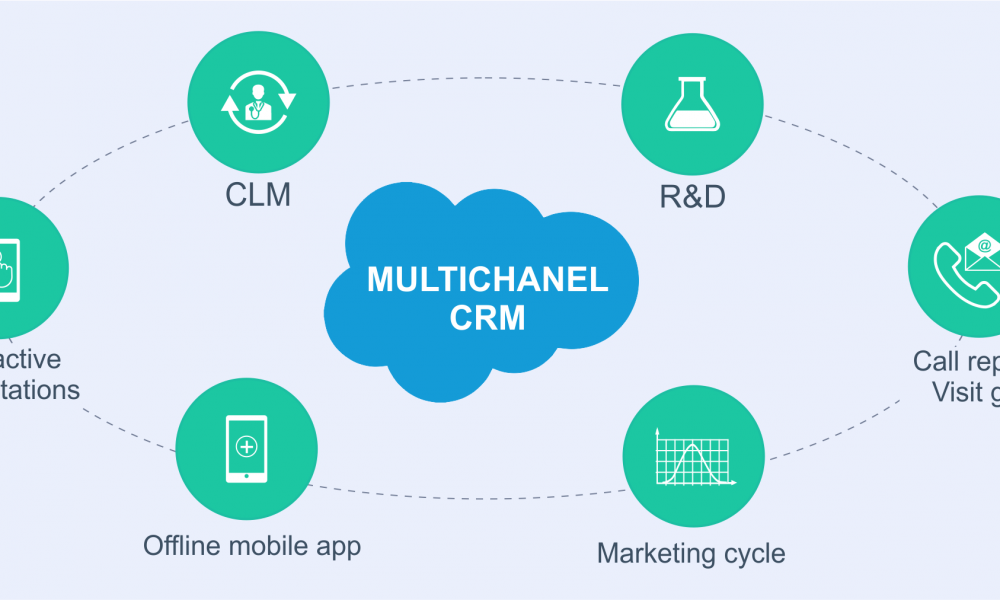 CLM
R&D
MULTICHANEL
CRM
@
active
tations
Call rep
Visit g
Offline mobile app
Marketing cycle